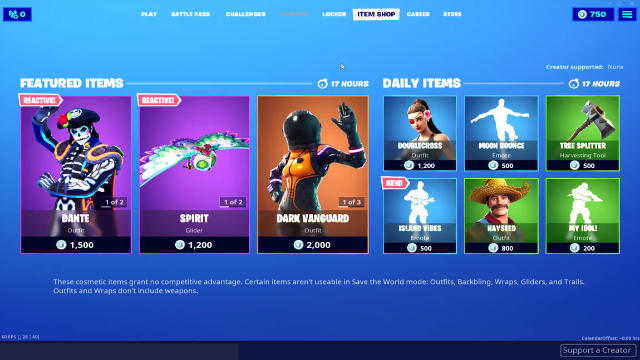 0
PLAY
BATTLE PASS
CHALLENGES
LOCKER
ITEM SHOP
CAREER
STORE
750
Creator supported: None
FEATURED ITEMS
17 HOURS
DAILY ITEMS
17 HOURS
REACTIVE!
1 of 2
DANTE
Outfit
1,500
REACTIVE!
1 of 2
SPIRIT
Glider
1,200
1 of 3
DARK VANGUARD
Outfit
2,000
DOUBLECROSS
Outfit
1,200
MOON BOUNCE
Emote
500
TREE SPLITTER
Harvesting Tool
500
NEW!
ISLAND VIBES
Emote
500
HAYSEED
Outfit
800
MY IDOL!
Emote
200
These cosmetic items grant no competitive advantage. Certain items aren't useable in Save the World mode: Outfits, Backbling, Wraps, Gliders, and Trails.
Outfits and Wraps don't include weapons.
Support a Creator